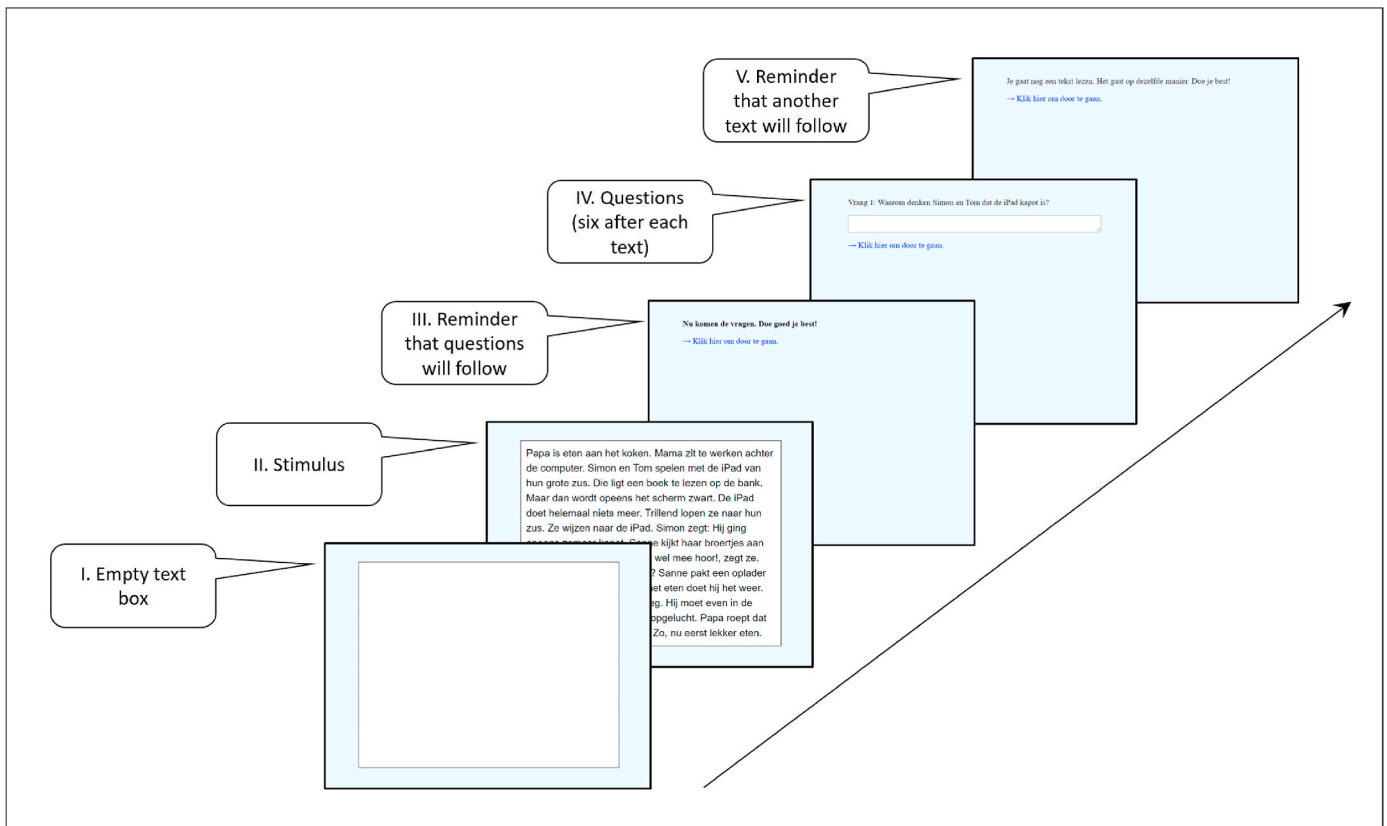 V. Reminder
that another
text will follow
Je gaat nog een tekst lezen. Het gaat op dezelfde manier. Doe je best!
→ Klik hier om door te gaan.
IV. Questions
(six after each
text)
Vraag 1: Waarom denken Simon en Tom dat de iPad kapot is?
→ Klik hier om door te gaan.
III. Reminder
that questions
will follow
Nu komen de vragen. Doe goed je best!
→ Klik hier om door te gaan.
II. Stimulus
Papa is eten aan het koken. Mama zit te werken achter
de computer. Simon en Tom spelen met de iPad van
hun grote zus. Die ligt een boek te lezen op de bank.
Maar dan wordt opeens het scherm zwart. De iPad
doet helemaal niets meer. Trillend lopen ze naar hun
zus. Ze wijzen naar de iPad. Simon zegt: Hij ging
kijkt haar broertjes aan
wel mee hoor!, zegt ze.
? Sanne pakt een oplader
eten doet hij het weer.
Hij moet even in de
opgelucht. Papa roept dat
Zo, nu eerst lekker eten.
I. Empty text
box